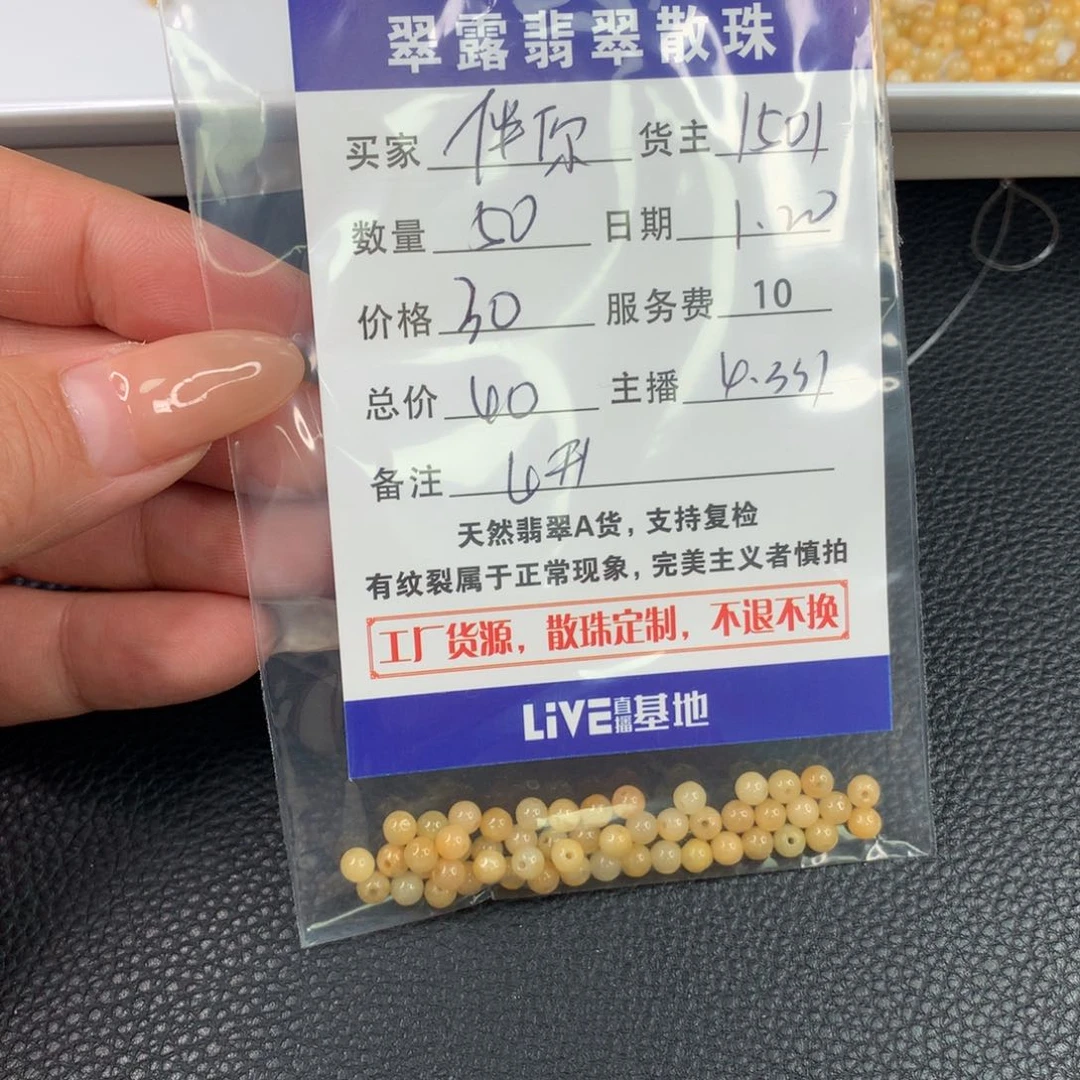 翠露翡翠散珠
买家 伴你 货主 1501
数量 50 日期 1.20
价格 30 服务费 10
总价 40 主播
备注
天然翡翠A货，支持复检
有纹裂属于正常现象，完美主义者慎拍
工厂货源，散珠定制，不退不换
LiVE直播基地